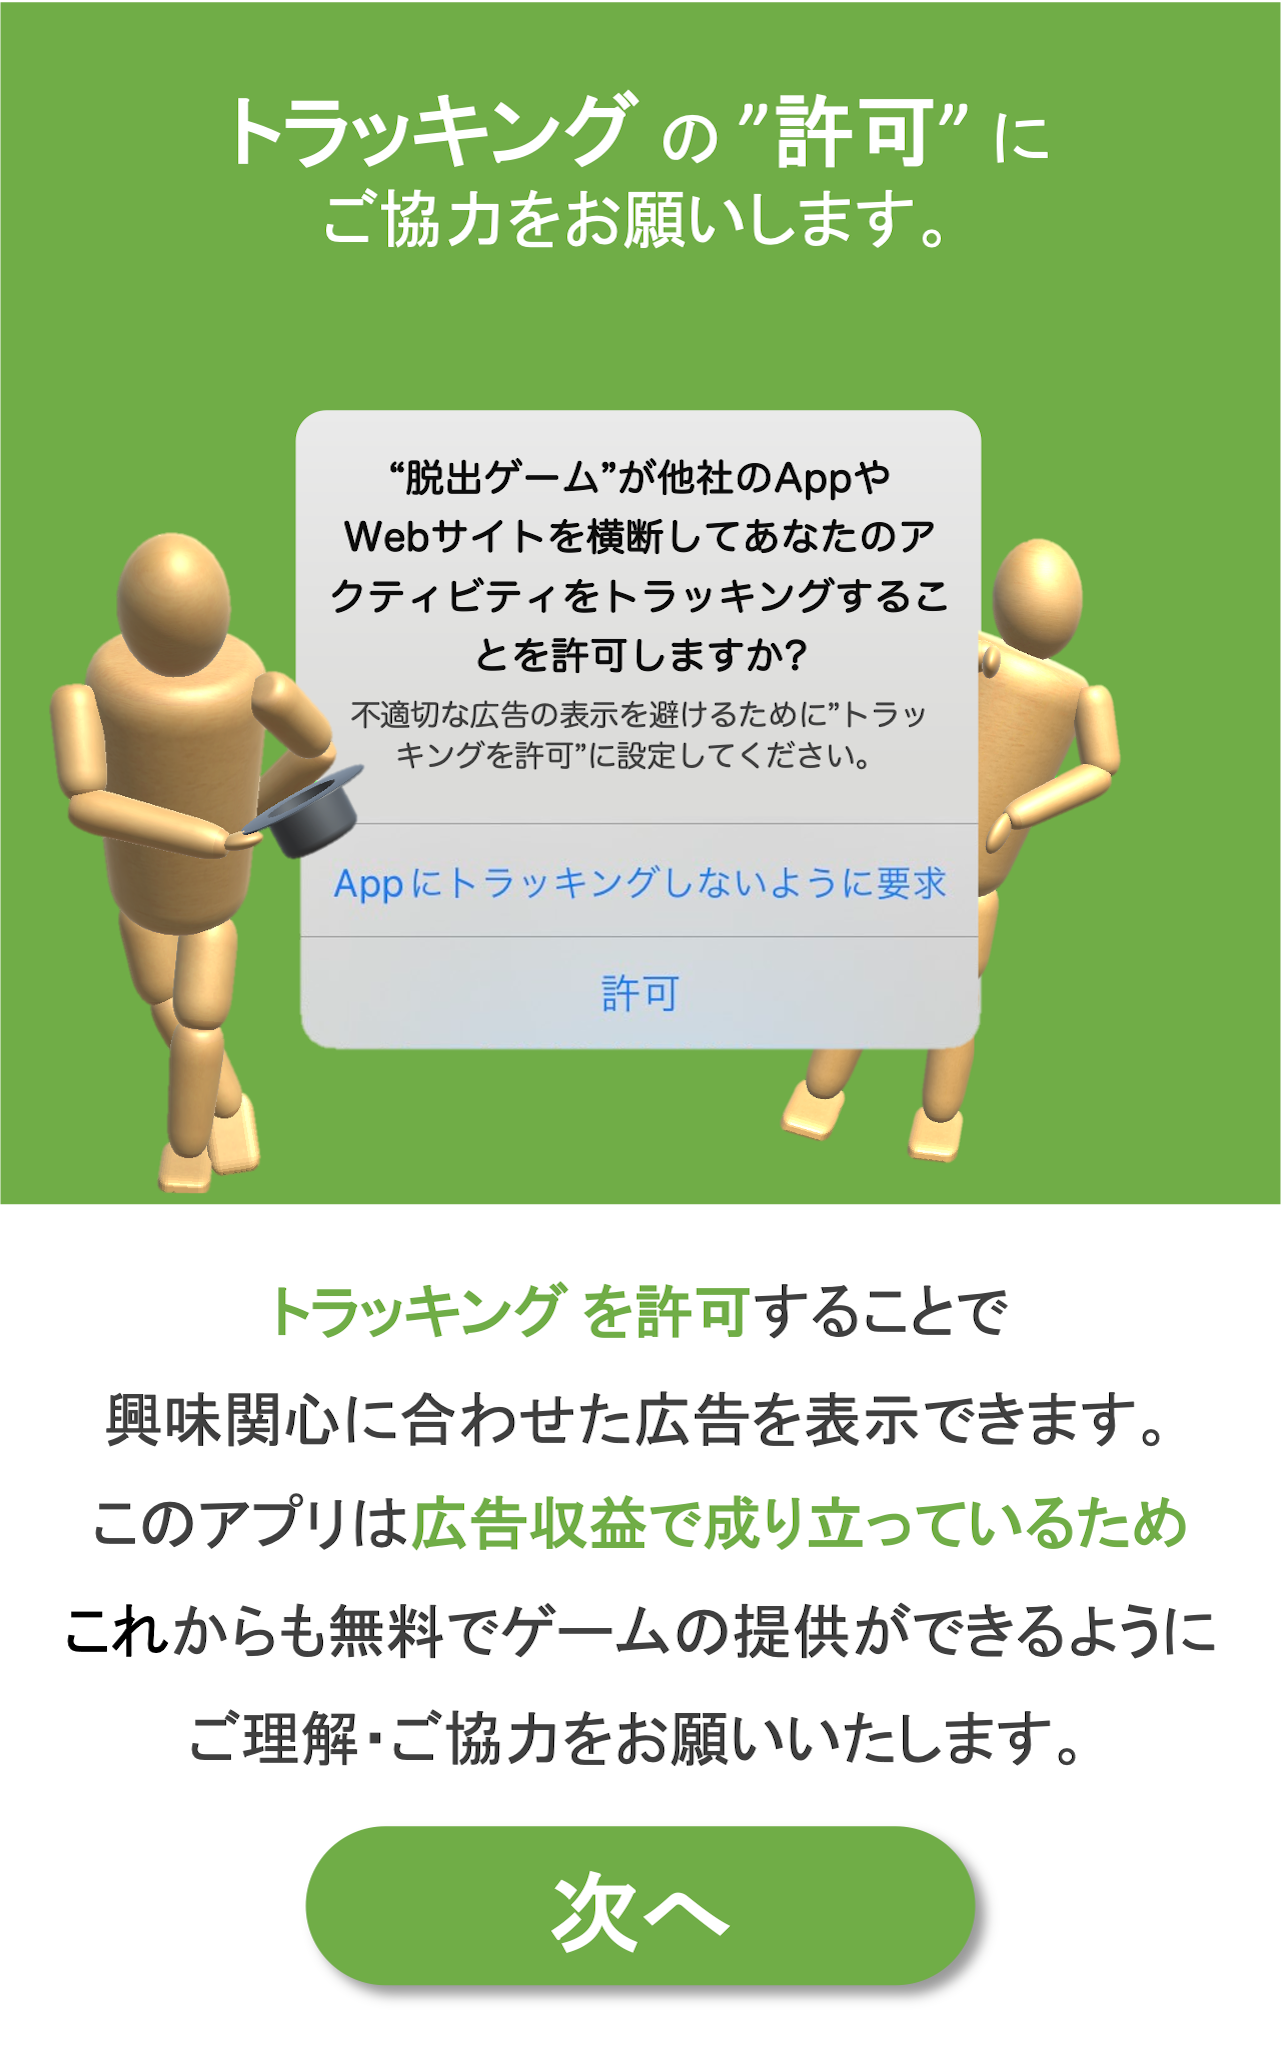 トラッキング の ”許可” に
ご協力をお願いします。
“脱出ゲーム”が他社のAppや
Webサイトを横断してあなたのア
クティビティをトラッキングするこ
とを許可しますか?
不適切な広告の表示を避けるために”トラッ
キングを許可”に設定してください。
Appにトラッキングしないように要求
許可
トラッキング を許可することで
興味関心に合わせた広告を表示できます。
このアプリは広告収益で成り立っているため
これからも無料でゲームの提供ができるように
ご理解・ご協力をお願いいたします。
次へ